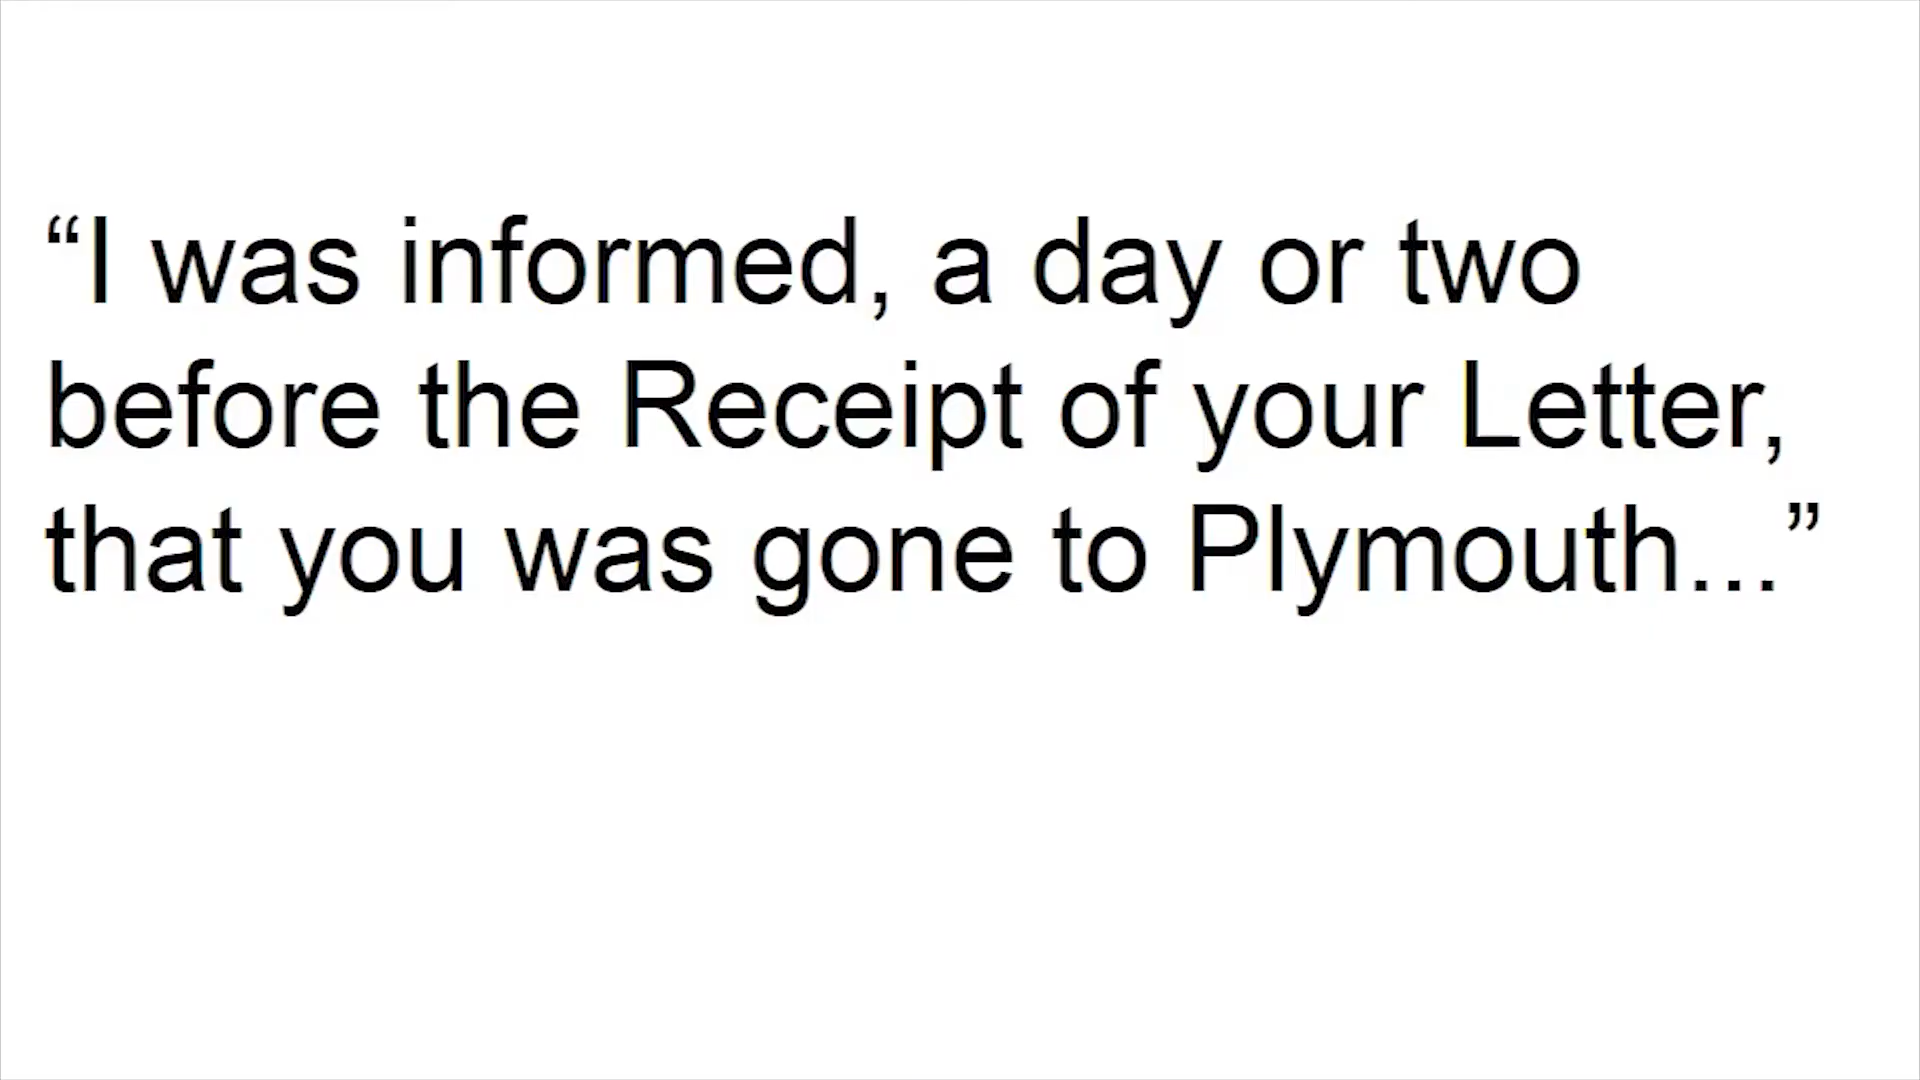 “I was informed, a day or two
before the Receipt of your Letter,
that you was gone to Plymouth...”